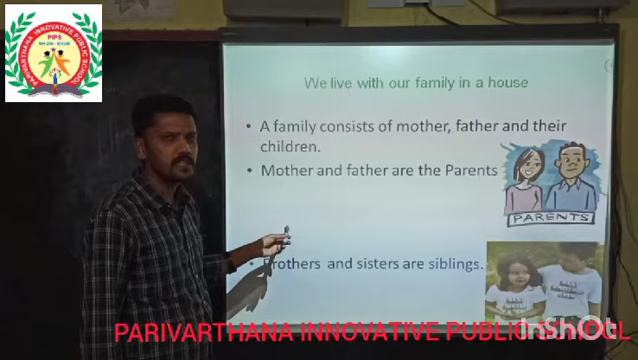 PARIVARTHANA INNOVATIVE PUBLIC SCHOOL
PIPS
We live with our family in a house
• A family consists of mother, father and their
children.
• Mother and father are the Parents
PARENTS
• Brothers and sisters are siblings.
PARIVARTHANA INNOVATIVE PUBLIC SCHOOL
InShOt